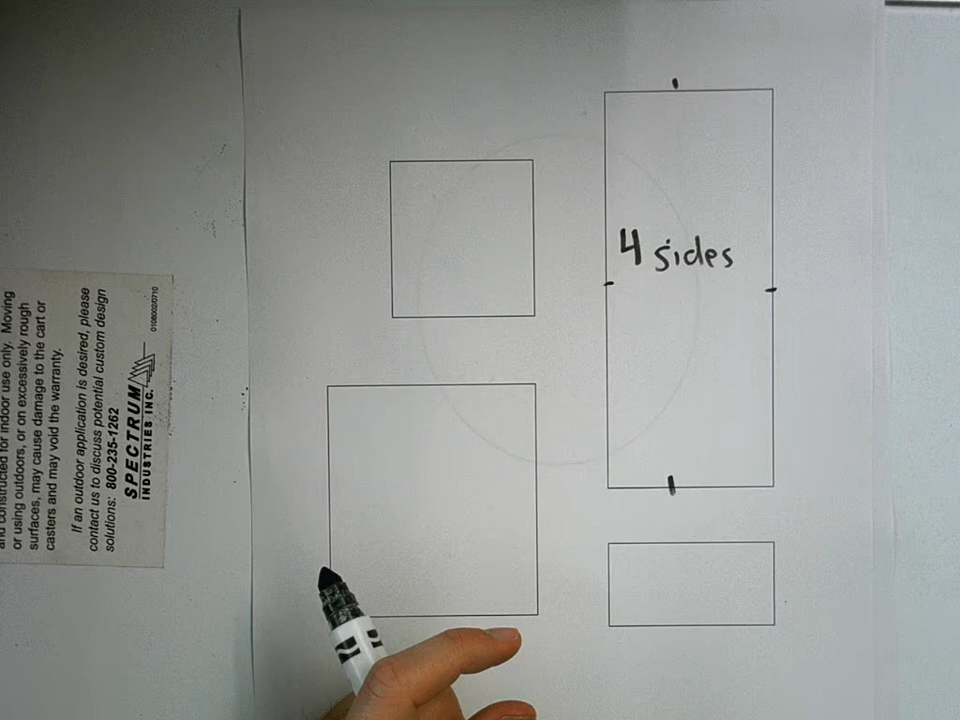 4 sides
and constructed for indoor use only. Moving
or using outdoors, or on excessively rough
surfaces, may cause damage to the cart or
casters and may void the warranty.
If an outdoor application is desired, please
contact us to discuss potential custom design
solutions: 800-235-1262
SPECTRUM
INDUSTRIES INC.